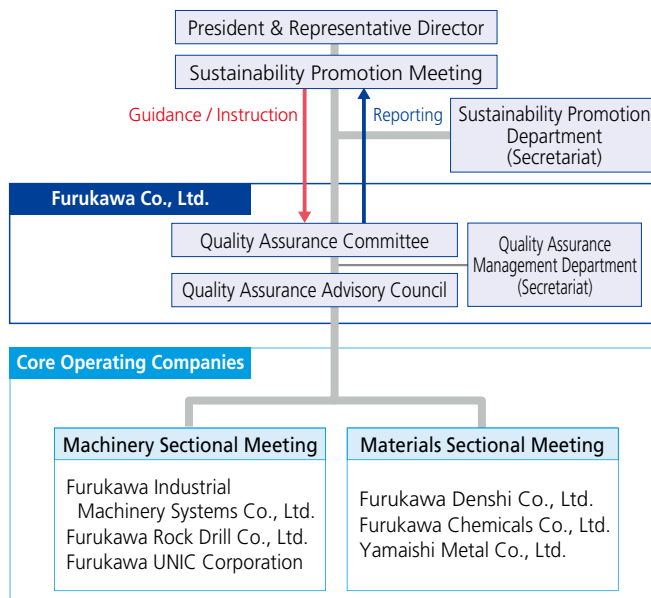 President & Representative Director
Sustainability Promotion Meeting
Guidance / Instruction
Reporting
Sustainability Promotion
Department
(Secretariat)
Furukawa Co., Ltd.
Quality Assurance Committee
Quality Assurance
Management Department
(Secretariat)
Quality Assurance Advisory Council
Core Operating Companies
Machinery Sectional Meeting
Furukawa Industrial
Machinery Systems Co., Ltd.
Furukawa Rock Drill Co., Ltd.
Furukawa UNIC Corporation
Materials Sectional Meeting
Furukawa Denshi Co., Ltd.
Furukawa Chemicals Co., Ltd.
Yamaishi Metal Co., Ltd.